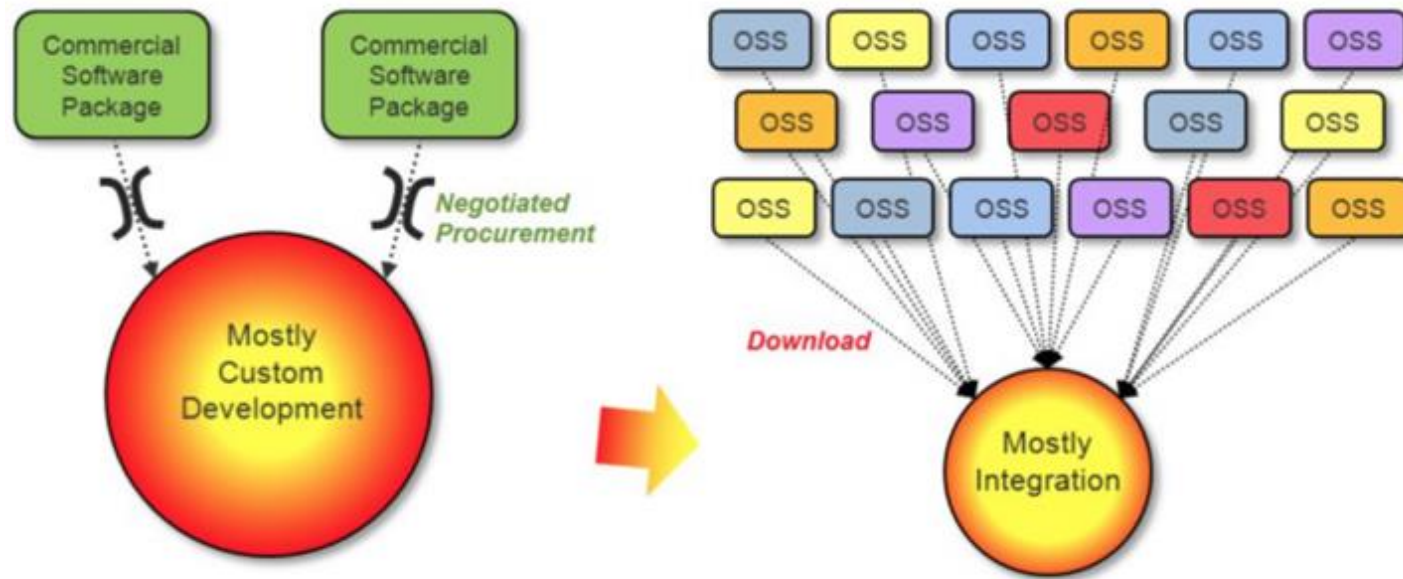 Commercial
Software
Package
Commercial
Software
Package
Negotiated
Procurement
Mostly
Custom
Development
OSS OSS OSS OSS OSS OSS
OSS OSS OSS OSS OSS
OSS OSS OSS OSS OSS OSS
Download
Mostly
Integration